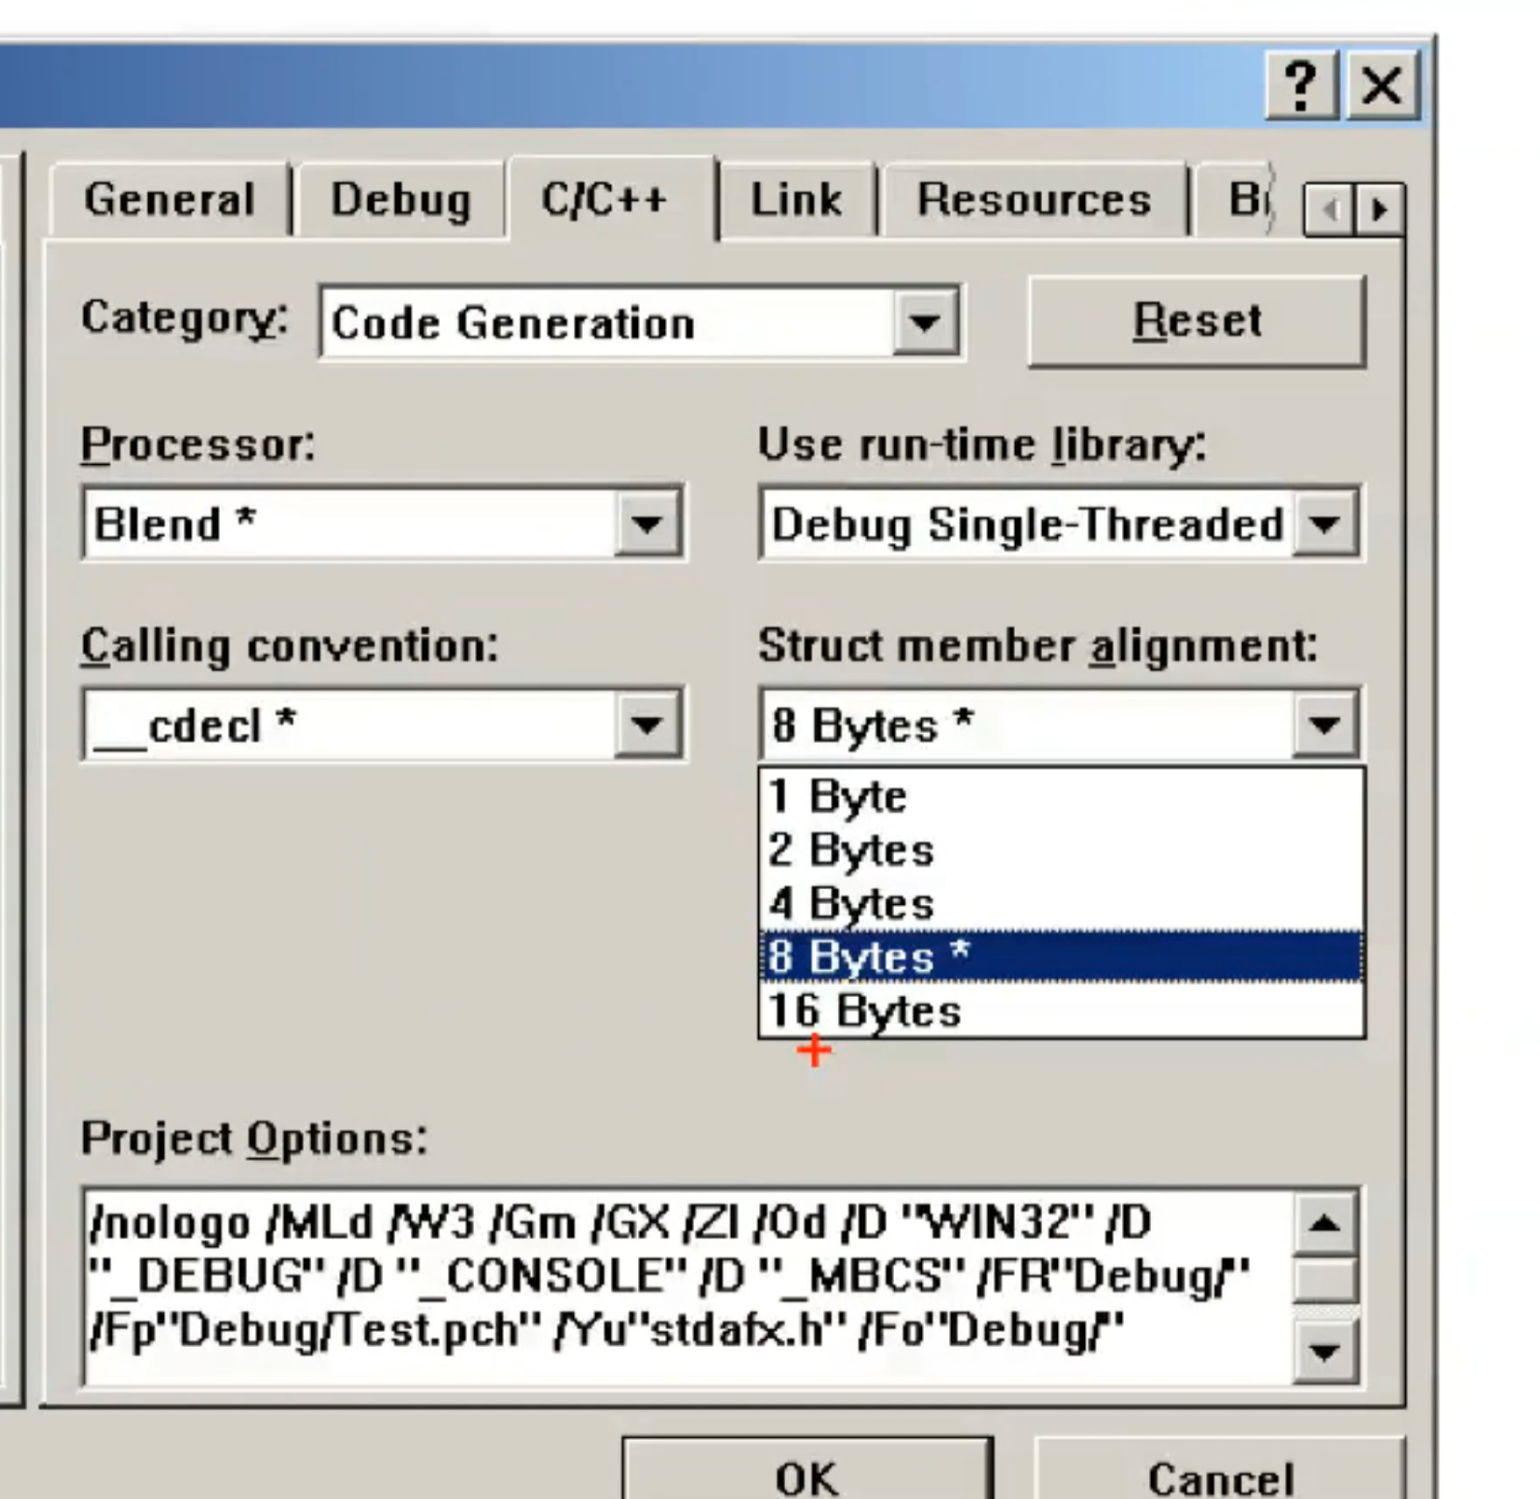 General Debug C/C++ Link Resources
Category: Code Generation Reset
Processor: Use run-time library:
Blend * Debug Single-Threaded
Calling convention: Struct member alignment:
__cdecl * 8 Bytes *
1 Byte
2 Bytes
4 Bytes
8 Bytes *
16 Bytes
Project Options:
/nologo /MLd /W3 /Gm /GX /ZI /Od /D "WIN32" /D
"_DEBUG" /D "_CONSOLE" /D "_MBCS" /FR"Debug/"
/Fp"Debug/Test.pch" /Yu"stdafx.h" /Fo"Debug/"
OK Cancel